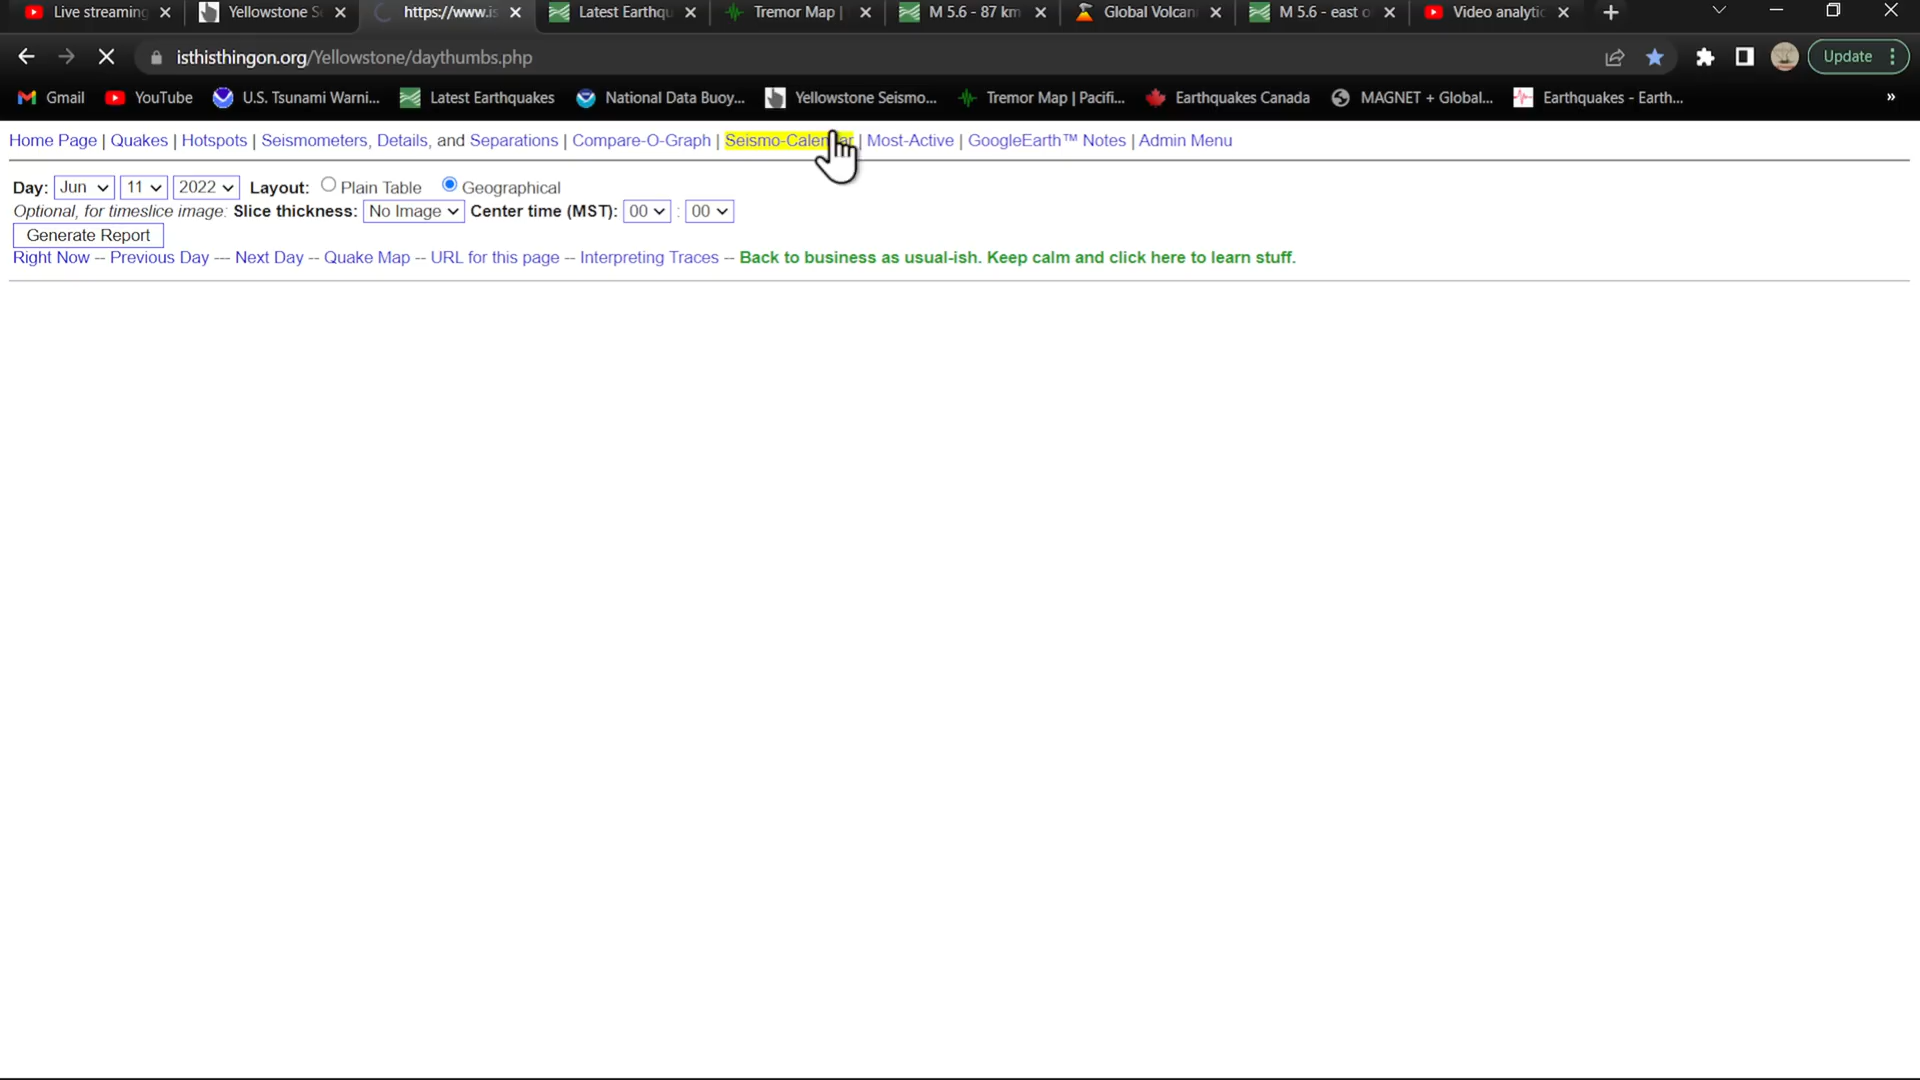 Live streaming
Yellowstone S
https://www.is
Latest Earthqu
Tremor Map |
M 5.6 - 87 km
Global Volcan
M 5.6 - east o
Video analytic
isthisthingon.org/Yellowstone/daythumbs.php
Update
Gmail YouTube U.S. Tsunami Warni... Latest Earthquakes National Data Buoy... Yellowstone Seismo... Tremor Map | Pacifi... Earthquakes Canada MAGNET + Global... Earthquakes - Earth... »
Home Page | Quakes | Hotspots | Seismometers, Details, and Separations | Compare-O-Graph | Seismo-Calendar | Most-Active | GoogleEarth™ Notes | Admin Menu
Day: Jun 11 2022 Layout: Plain Table Geographical
Optional, for timeslice image: Slice thickness: No Image Center time (MST): 00 : 00
Generate Report
Right Now -- Previous Day --- Next Day -- Quake Map -- URL for this page -- Interpreting Traces -- Back to business as usual-ish. Keep calm and click here to learn stuff.